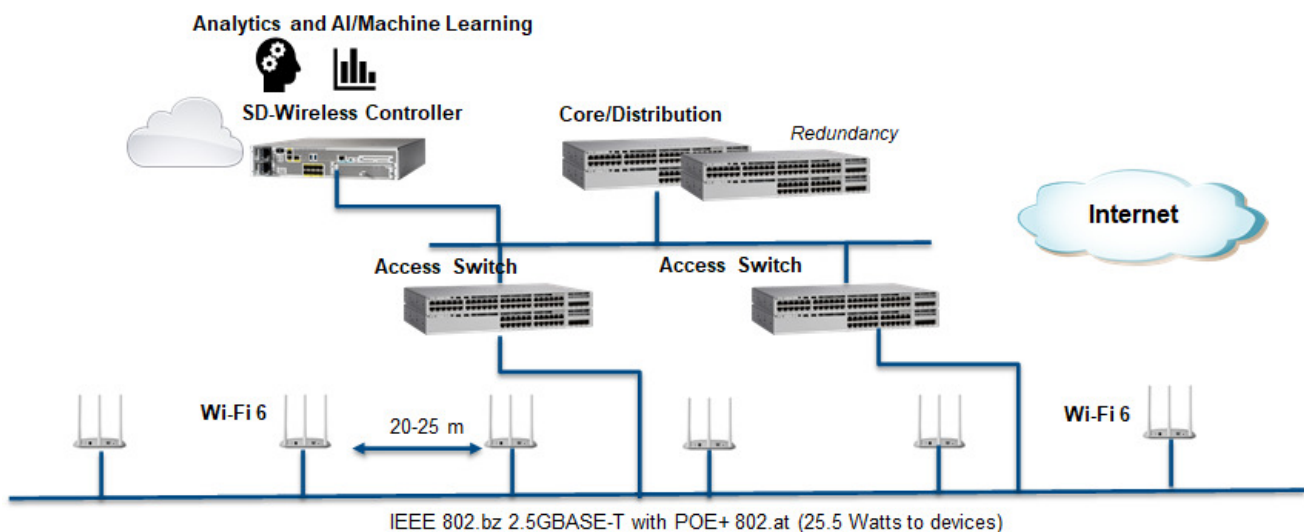 Analytics and AI/Machine Learning
SD-Wireless Controller
Core/Distribution
Redundancy
Internet
Access Switch
Access Switch
Wi-Fi 6
20-25 m
Wi-Fi 6
IEEE 802.bz 2.5GBASE-T with POE+ 802.at (25.5 Watts to devices)